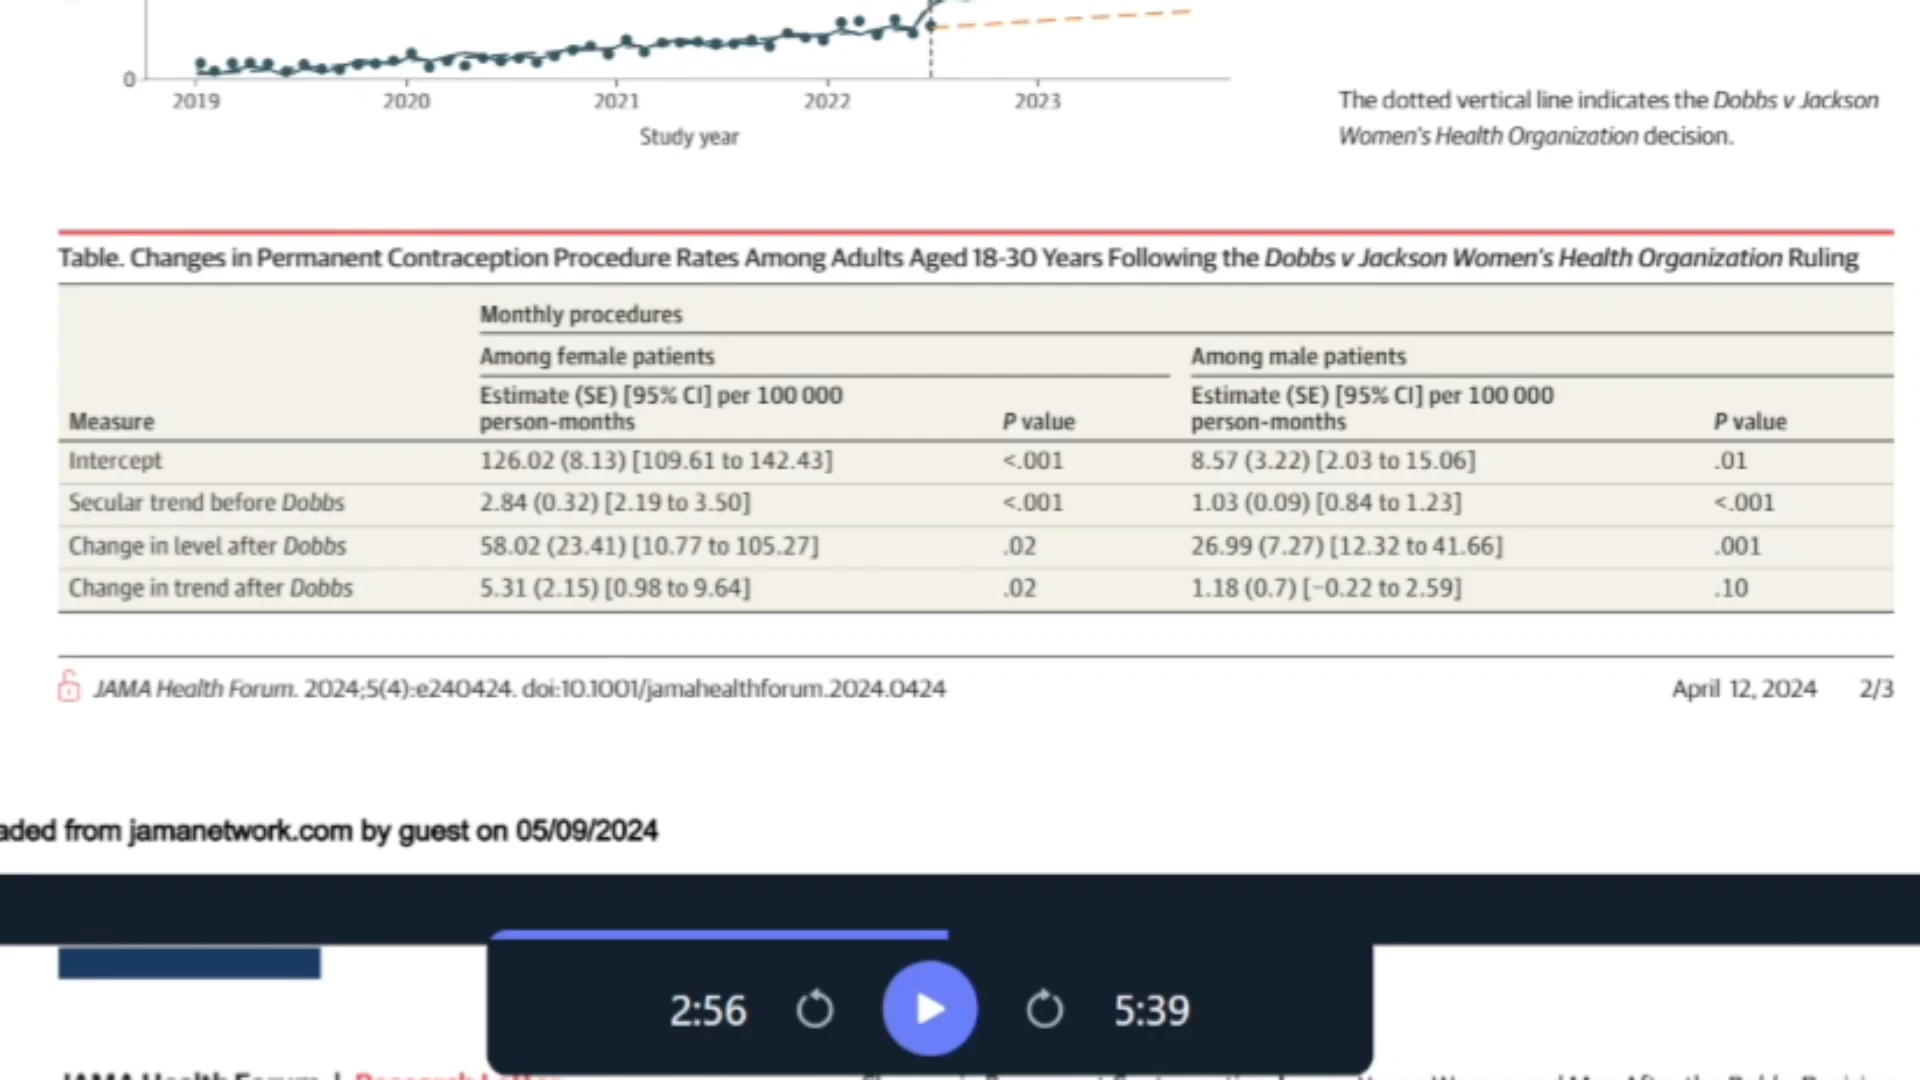 0
2019 2020 2021 2022 2023
Study year
The dotted vertical line indicates the Dobbs v Jackson
Women's Health Organization decision.
Table. Changes in Permanent Contraception Procedure Rates Among Adults Aged 18-30 Years Following the Dobbs v Jackson Women's Health Organization Ruling
Monthly procedures
Among female patients Among male patients
Estimate (SE) [95% CI] per 100 000 Estimate (SE) [95% CI] per 100 000
Measure person-months P value person-months P value
Intercept 126.02 (8.13) [109.61 to 142.43] <.001 8.57 (3.22) [2.03 to 15.06] .01
Secular trend before Dobbs 2.84 (0.32) [2.19 to 3.50] <.001 1.03 (0.09) [0.84 to 1.23] <.001
Change in level after Dobbs 58.02 (23.41) [10.77 to 105.27] .02 26.99 (7.27) [12.32 to 41.66] .001
Change in trend after Dobbs 5.31 (2.15) [0.98 to 9.64] .02 1.18 (0.7) [−0.22 to 2.59] .10
JAMA Health Forum. 2024;5(4):e240424. doi:10.1001/jamahealthforum.2024.0424 April 12, 2024 2/3
aded from jamanetwork.com by guest on 05/09/2024
2:56 5:39
JAMA Health Forum | Research Letter